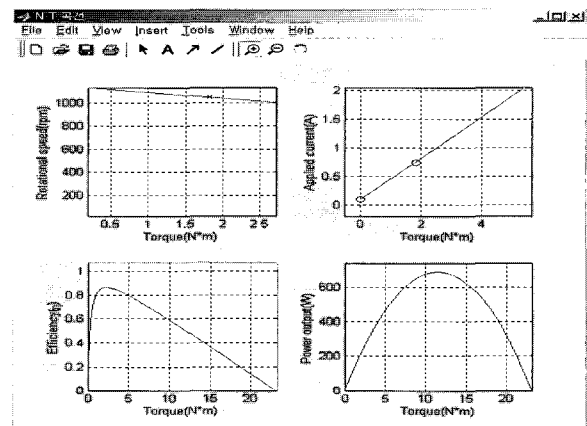 N-T 곡선
File Edit View Insert Tools Window Help
A
1000
800
600
400
200
Rotational speed(rpm)
0.5 1 1.5 2 2.5
Torque(N*m)
2
1.5
1
0.5
0
Applied current(A)
0 2 4
Torque(N*m)
1
0.8
0.6
0.4
0.2
0
Efficiency(η)
0 5 10 15 20
Torque(N*m)
600
400
200
0
Power output(W)
0 5 10 15 20
Torque(N*m)